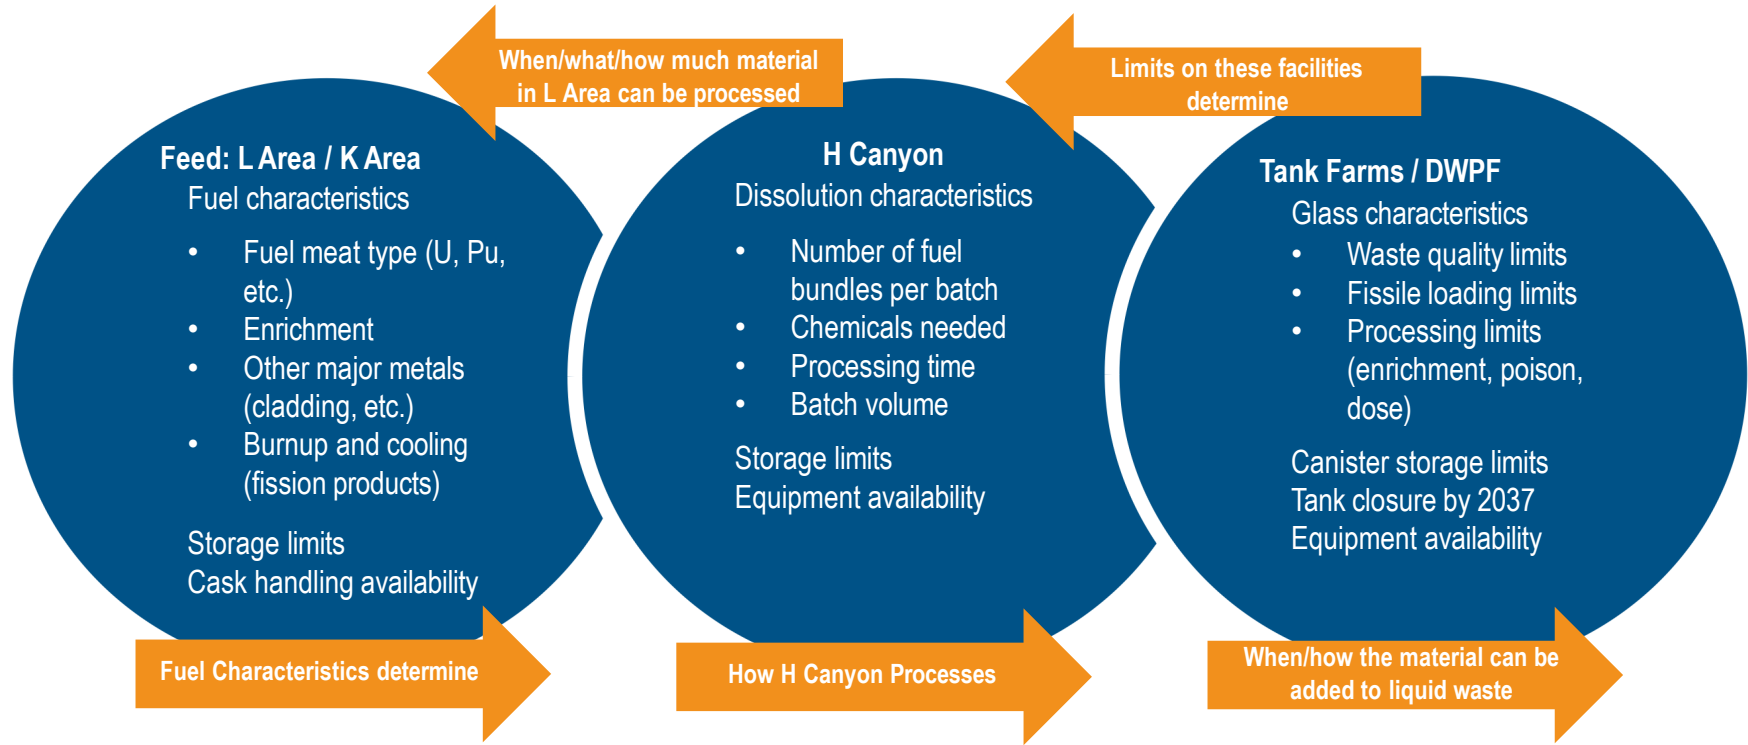 When/what/how much material
in L Area can be processed
Limits on these facilities
determine
Feed: L Area / K Area
Fuel characteristics
• Fuel meat type (U, Pu,
etc.)
• Enrichment
• Other major metals
(cladding, etc.)
• Burnup and cooling
(fission products)
Storage limits
Cask handling availability
H Canyon
Dissolution characteristics
• Number of fuel
bundles per batch
• Chemicals needed
• Processing time
• Batch volume
Storage limits
Equipment availability
Tank Farms / DWPF
Glass characteristics
• Waste quality limits
• Fissile loading limits
• Processing limits
(enrichment, poison,
dose)
Canister storage limits
Tank closure by 2037
Equipment availability
Fuel Characteristics determine
How H Canyon Processes
When/how the material can be
added to liquid waste